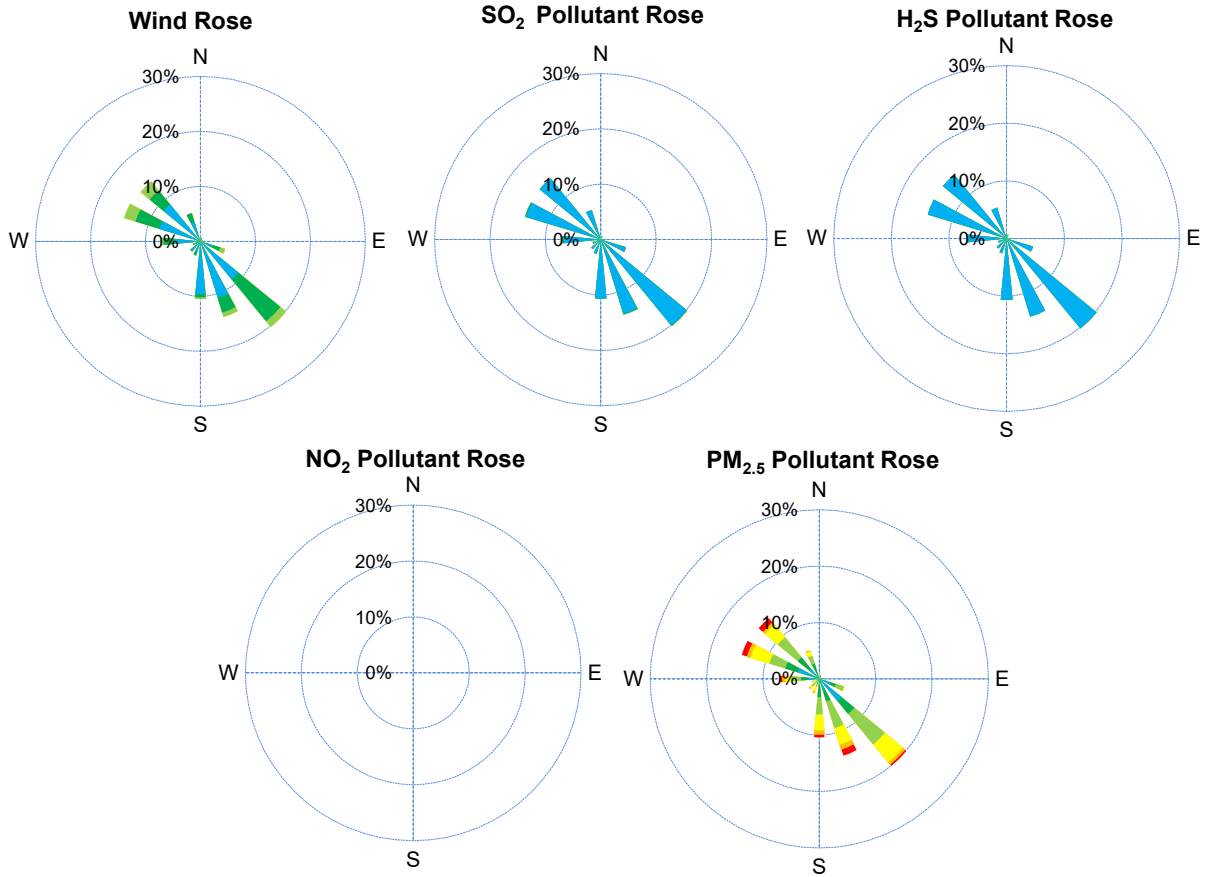 Wind Rose
N
30%
20%
10%
0%
W
E
S
SO₂ Pollutant Rose
N
30%
20%
10%
0%
W
E
S
H₂S Pollutant Rose
N
30%
20%
10%
0%
W
E
S
NO₂ Pollutant Rose
N
30%
20%
10%
0%
W
E
S
PM₂.₅ Pollutant Rose
N
30%
20%
10%
0%
W
E
S